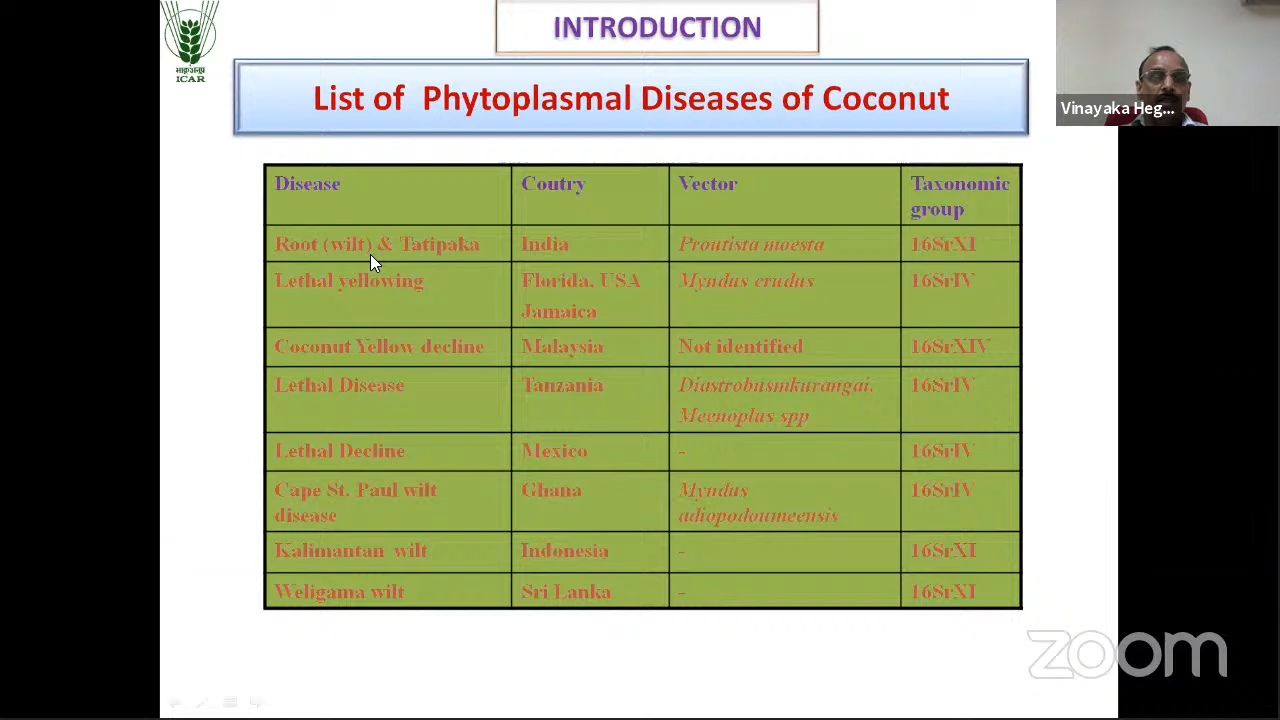 INTRODUCTION
List of Phytoplasmal Diseases of Coconut
भाकृअनुप
ICAR
Vinayaka Heg...
Disease Coutry Vector Taxonomic
group
Root (wilt) & Tatipaka India Proutista moesta 16SrXI
Lethal yellowing Florida, USA Myndus crudus 16SrIV
Jamaica
Coconut Yellow decline Malaysia Not identified 16SrXIV
Lethal Disease Tanzania Diastrobusmkurangai, 16SrIV
Meenoplus spp
Lethal Decline Mexico - 16SrIV
Cape St. Paul wilt Ghana Myndus 16SrIV
disease adiopodoumeensis
Kalimantan wilt Indonesia - 16SrXI
Weligama wilt Sri Lanka - 16SrXI
zoom